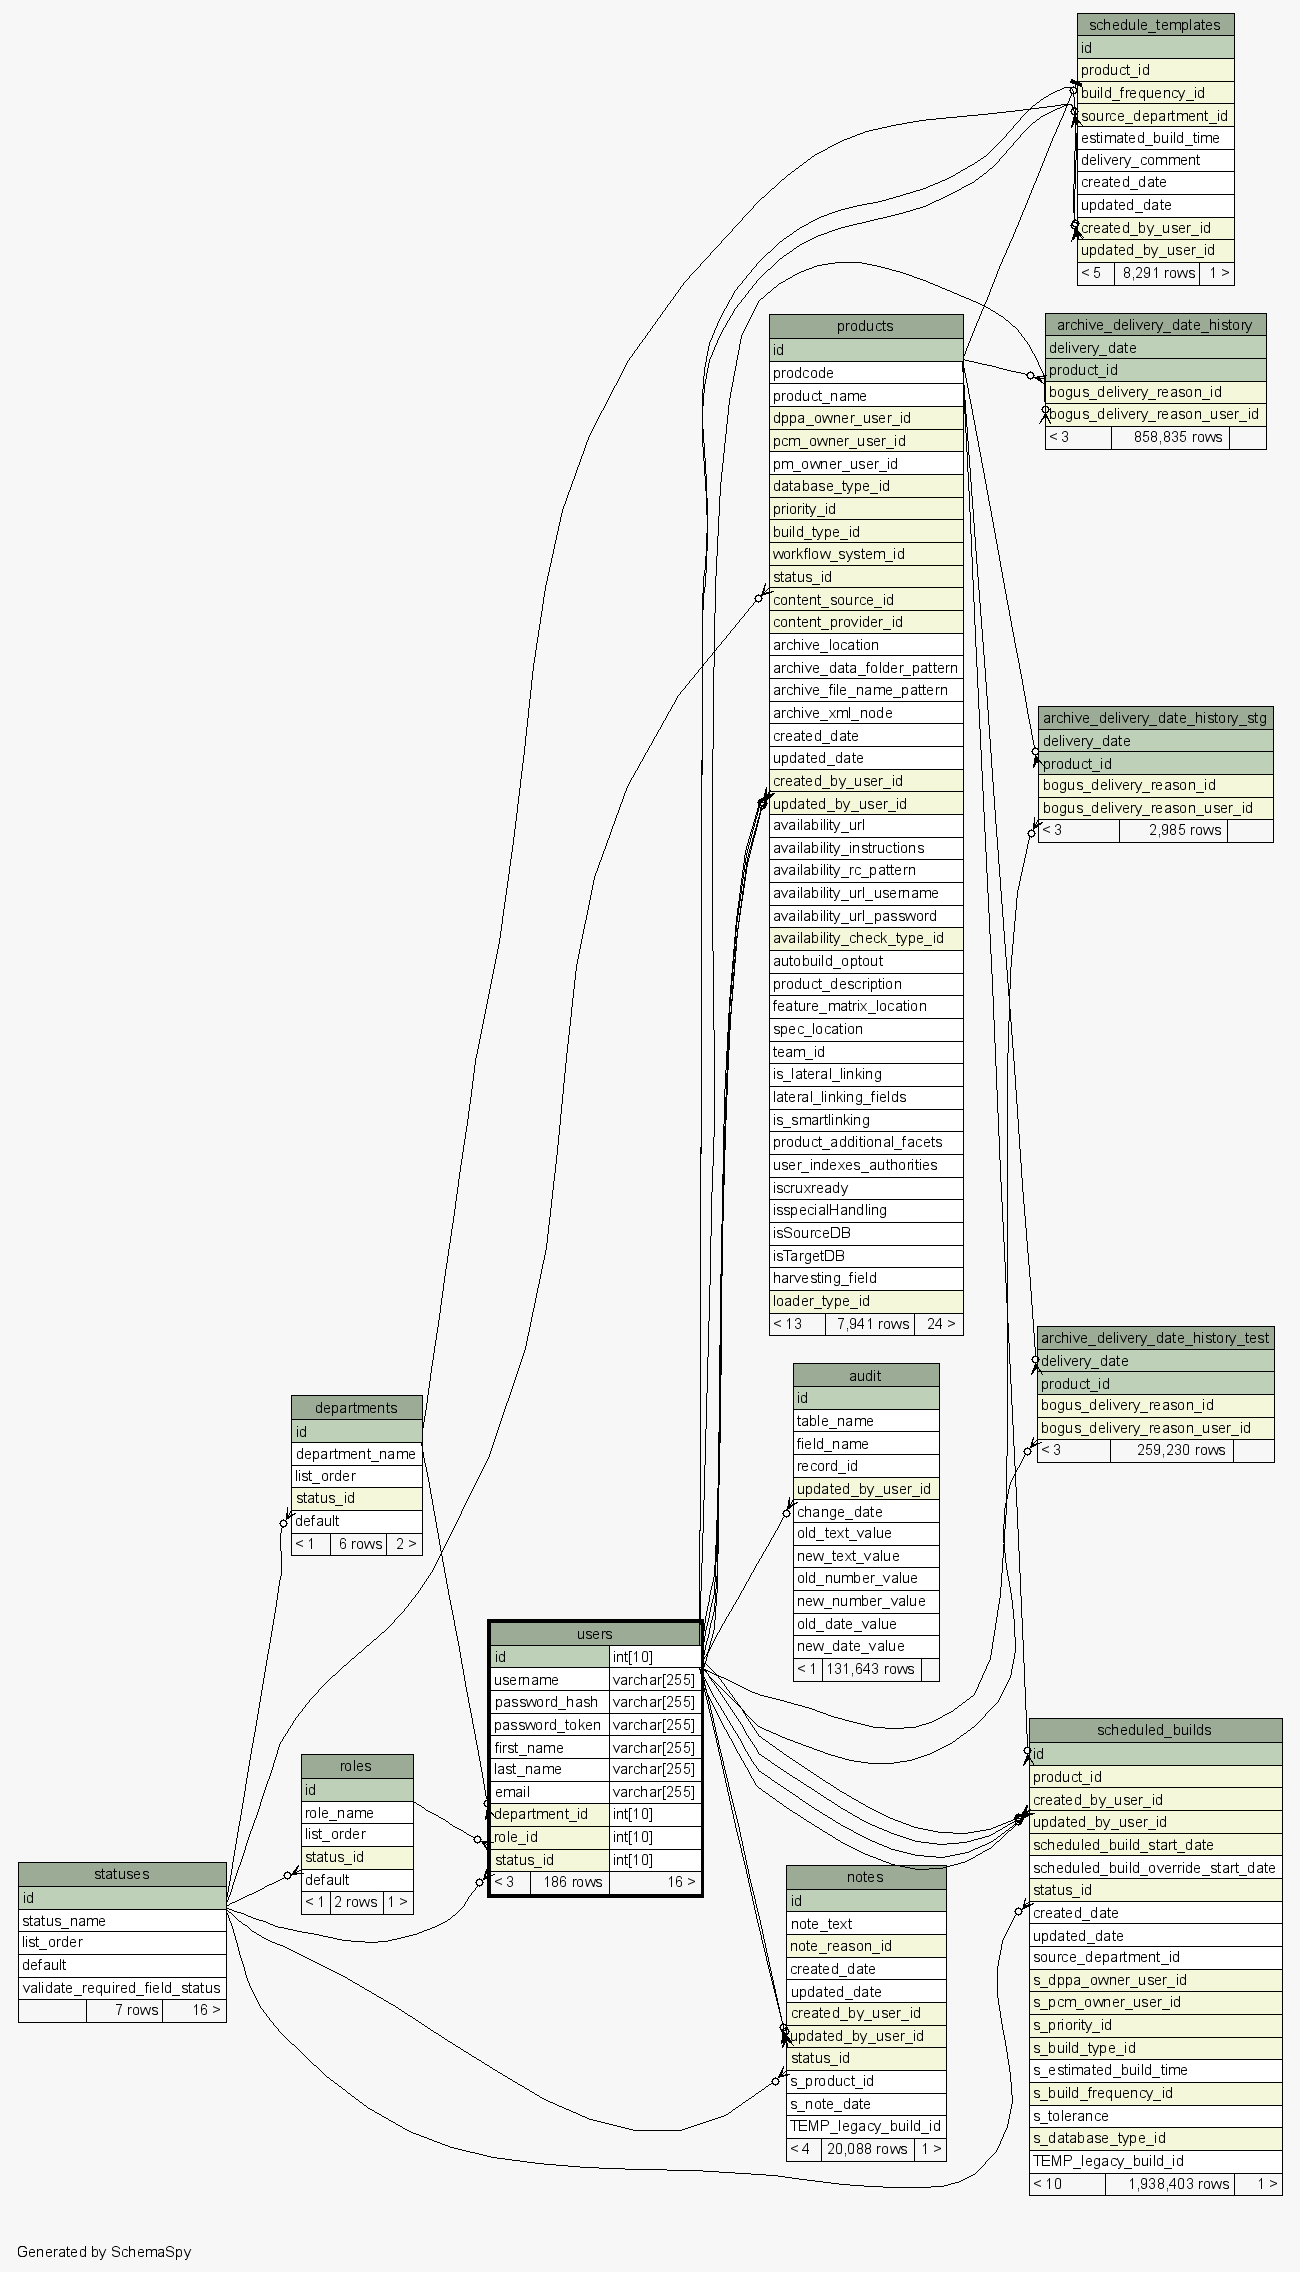 schedule_templates
id
product_id
build_frequency_id
source_department_id
estimated_build_time
delivery_comment
created_date
updated_date
created_by_user_id
updated_by_user_id
< 5 8,291 rows 1 >
archive_delivery_date_history
delivery_date
product_id
bogus_delivery_reason_id
bogus_delivery_reason_user_id
< 3 858,835 rows
products
id
prodcode
product_name
dppa_owner_user_id
pcm_owner_user_id
pm_owner_user_id
database_type_id
priority_id
build_type_id
workflow_system_id
status_id
content_source_id
content_provider_id
archive_location
archive_data_folder_pattern
archive_file_name_pattern
archive_xml_node
created_date
updated_date
created_by_user_id
updated_by_user_id
availability_url
availability_instructions
availability_rc_pattern
availability_url_username
availability_url_password
availability_check_type_id
autobuild_optout
product_description
feature_matrix_location
spec_location
team_id
is_lateral_linking
lateral_linking_fields
is_smartlinking
product_additional_facets
user_indexes_authorities
iscruxready
isspecialHandling
isSourceDB
isTargetDB
harvesting_field
loader_type_id
< 13 7,941 rows 24 >
archive_delivery_date_history_stg
delivery_date
product_id
bogus_delivery_reason_id
bogus_delivery_reason_user_id
< 3 2,985 rows
archive_delivery_date_history_test
delivery_date
product_id
bogus_delivery_reason_id
bogus_delivery_reason_user_id
< 3 259,230 rows
audit
id
table_name
field_name
record_id
updated_by_user_id
change_date
old_text_value
new_text_value
old_number_value
new_number_value
old_date_value
new_date_value
< 1 131,643 rows
departments
id
department_name
list_order
status_id
default
< 1 6 rows 2 >
users
id int[10]
username varchar[255]
password_hash varchar[255]
password_token varchar[255]
first_name varchar[255]
last_name varchar[255]
email varchar[255]
department_id int[10]
role_id int[10]
status_id int[10]
< 3 186 rows 16 >
roles
id
role_name
list_order
status_id
default
< 1 2 rows 1 >
statuses
id
status_name
list_order
default
validate_required_field_status
7 rows 16 >
notes
id
note_text
note_reason_id
created_date
updated_date
created_by_user_id
updated_by_user_id
status_id
s_product_id
s_note_date
TEMP_legacy_build_id
< 4 20,088 rows 1 >
scheduled_builds
id
product_id
created_by_user_id
updated_by_user_id
scheduled_build_start_date
scheduled_build_override_start_date
status_id
created_date
updated_date
source_department_id
s_dppa_owner_user_id
s_pcm_owner_user_id
s_priority_id
s_build_type_id
s_estimated_build_time
s_build_frequency_id
s_tolerance
s_database_type_id
TEMP_legacy_build_id
< 10 1,938,403 rows 1 >
Generated by SchemaSpy